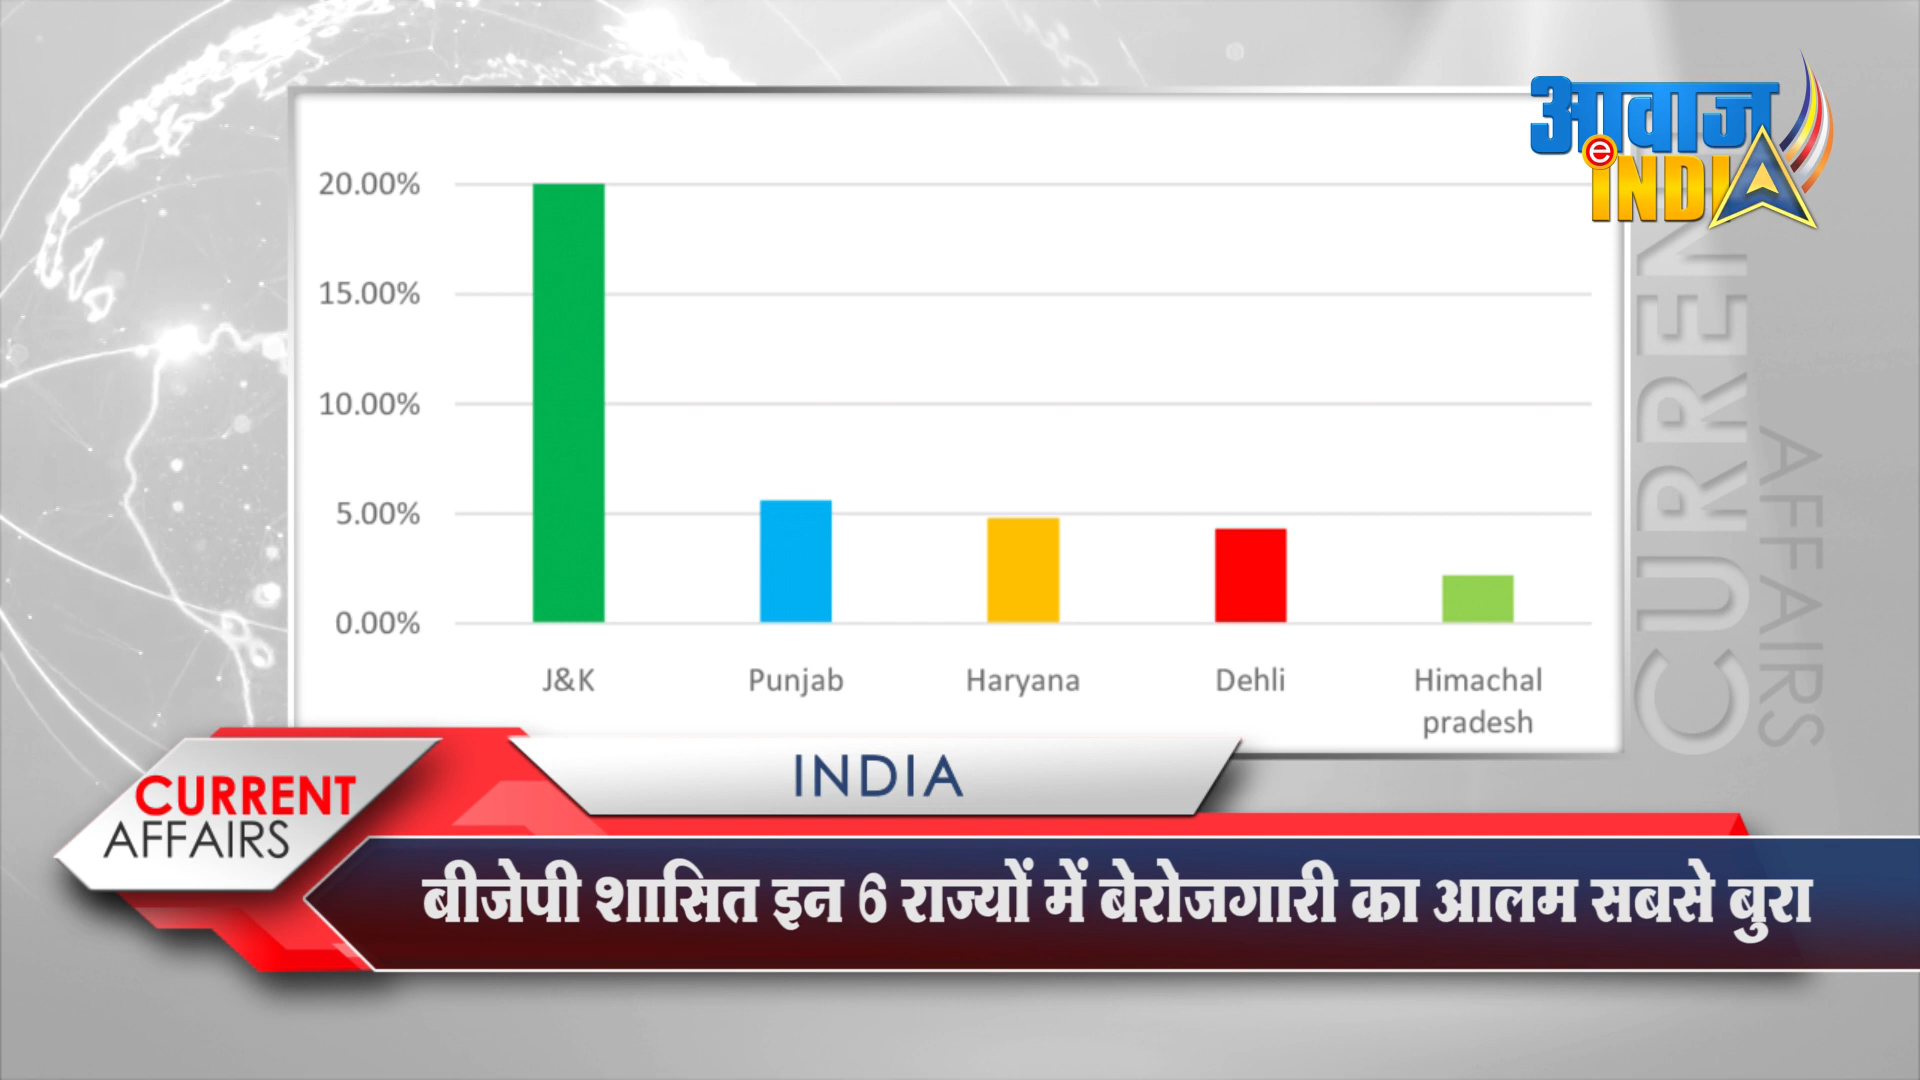 आवाज
e
INDIA
20.00%
15.00%
10.00%
5.00%
0.00%
J&K
Punjab
Haryana
Dehli
Himachal
pradesh
CURRENT
AFFAIRS
INDIA
CURRENT
AFFAIRS
बीजेपी शासित इन 6 राज्यों में बेरोजगारी का आलम सबसे बुरा